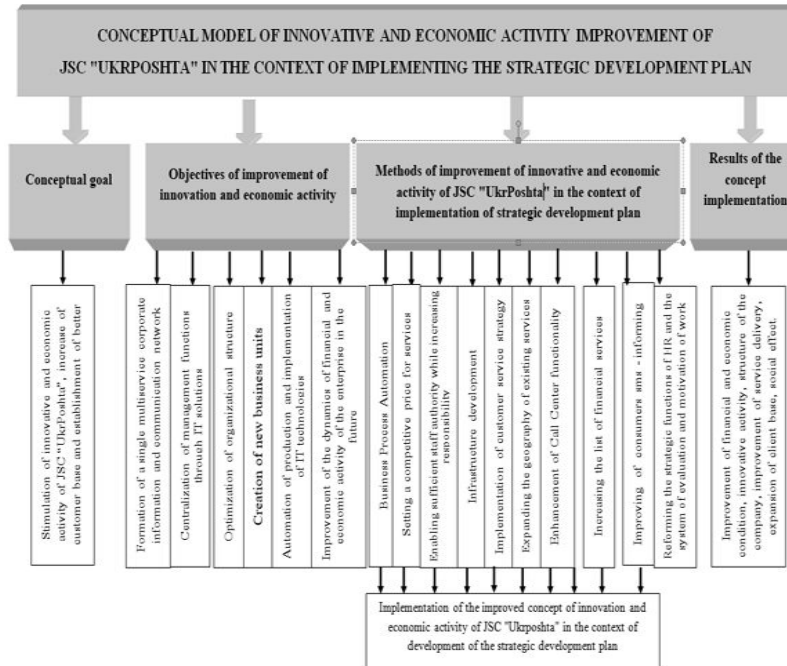 CONCEPTUAL MODEL OF INNOVATIVE AND ECONOMIC ACTIVITY IMPROVEMENT OF
JSC "UKRPOSHTA" IN THE CONTEXT OF IMPLEMENTING THE STRATEGIC DEVELOPMENT PLAN
Conceptual goal
Objectives of improvement of
innovation and economic activity
Methods of improvement of innovative and economic
activity of JSC "UkrPoshta" in the context of
implementation of strategic development plan
Results of the
concept
implementation
Stimulation of innovative and economic
activity of JSC "UkrPoshta", increase of
customer base and establishment of better
Formation of a single multiservice corporate
information and communication network
Centralization of management functions
through IT solutions
Optimization of organizational structure
Creation of new business units
Automation of production and implementation
of IT technologies
Improvement of the dynamics of financial and
economic activity of the enterprise in the
future
Business Process Automation
Setting a competitive price for services
Enabling sufficient staff authority while increasing
responsibility
Infrastructure development
Implementation of customer service strategy
Expanding the geography of existing services
Enhancement of Call Center functionality
Increasing the list of financial services
Improving of consumers sms - informing
Reforming the strategic functions of HR and the
system of evaluation and motivation of work
Improvement of financial and economic
condition, innovative activity, structure of the
company, improvement of service delivery,
expansion of client base, social effect.
Implementation of the improved concept of innovation and
economic activity of JSC "Ukrposhta" in the context of
development of the strategic development plan